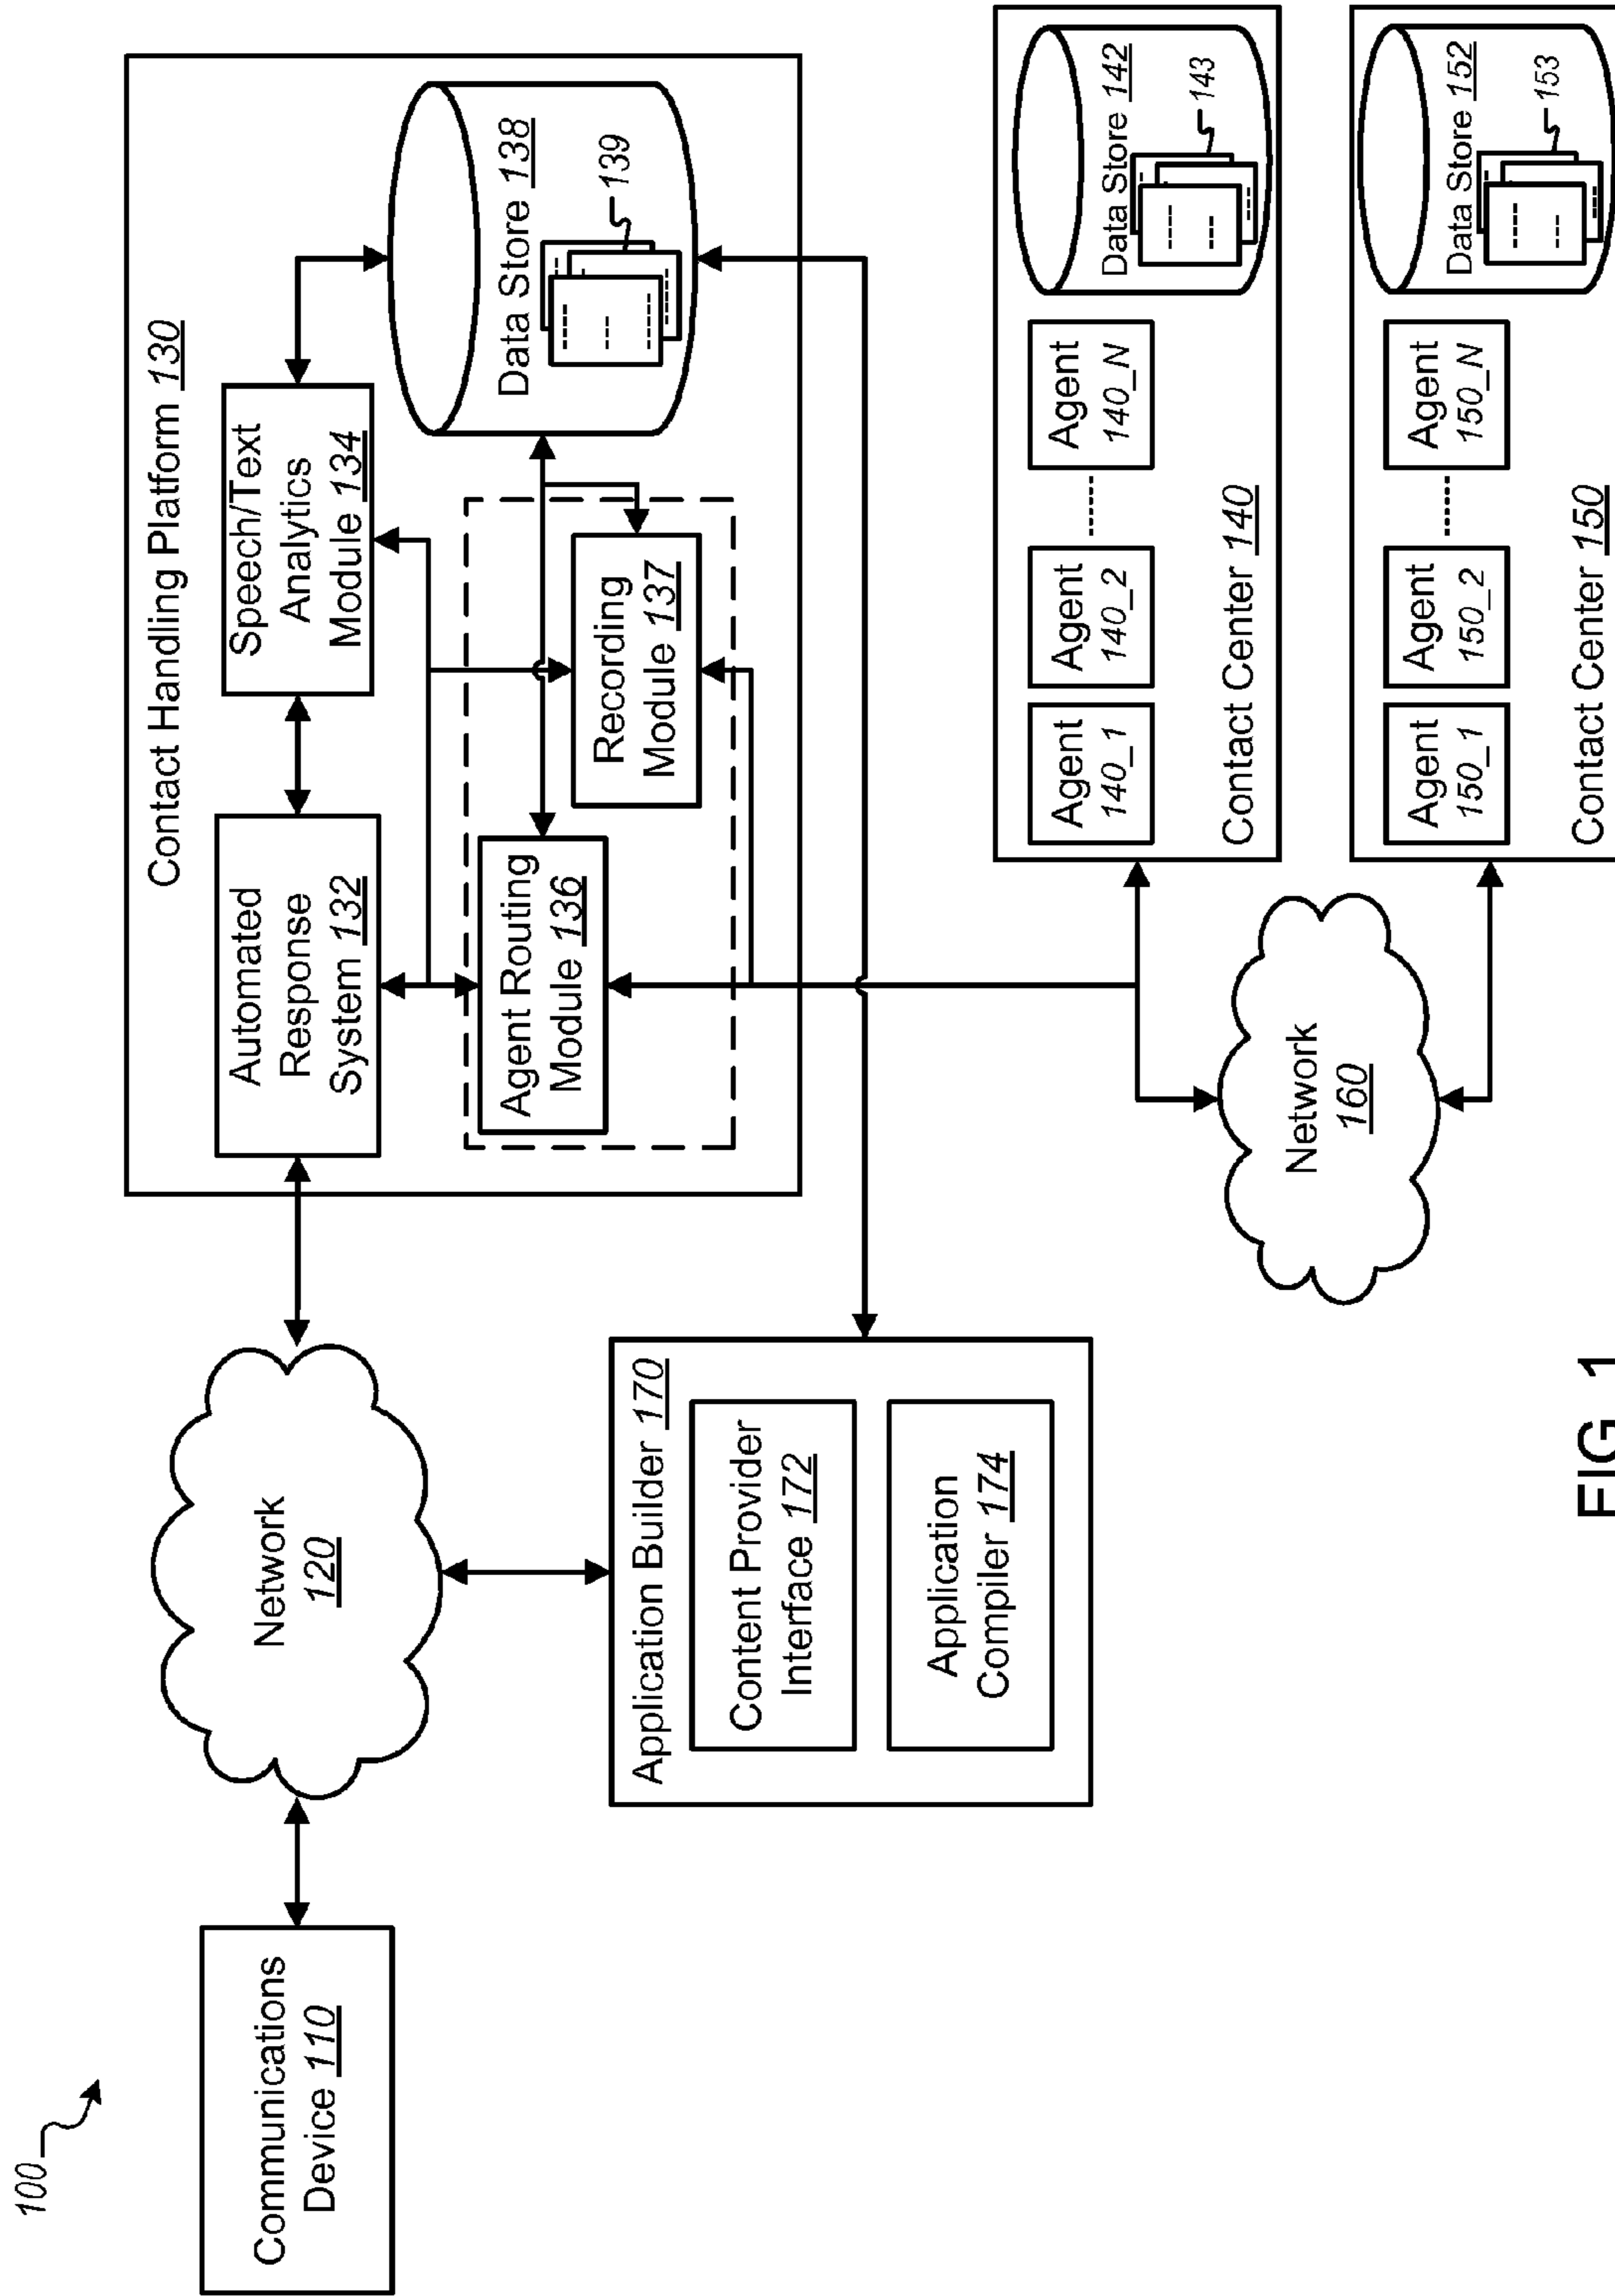 100
Communications
Device 110
Network
120
Application Builder 170
Content Provider
Interface 172
Application
Compiler 174
Contact Handling Platform 130
Automated
Response
System 132
Speech/Text
Analytics
Module 134
Agent Routing
Module 136
Recording
Module 137
Data Store 138
139
Network
160
Agent
140_1
Agent
140_2
Agent
140_N
Data Store 142
143
Contact Center 140
Agent
150_1
Agent
150_2
Agent
150_N
Data Store 152
153
Contact Center 150
FIG. 1